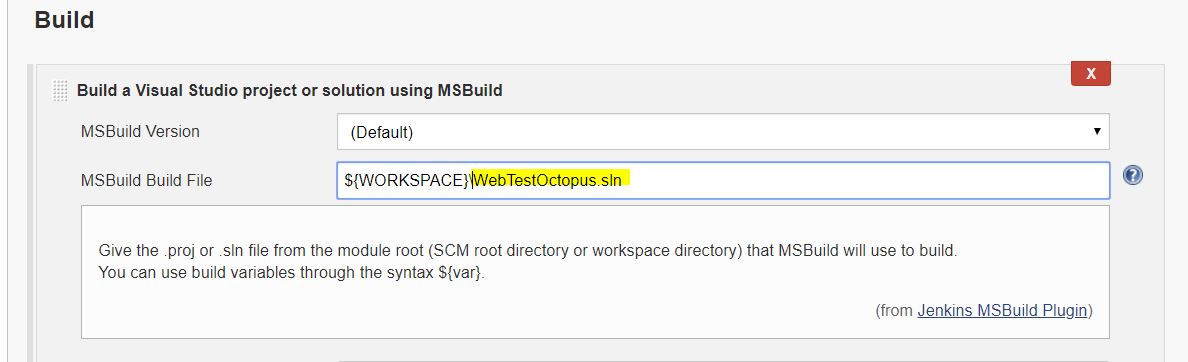 Build
X
Build a Visual Studio project or solution using MSBuild
MSBuild Version
(Default)
MSBuild Build File
${WORKSPACE}\WebTestOctopus.sln
?
Give the .proj or .sln file from the module root (SCM root directory or workspace directory) that MSBuild will use to build.
You can use build variables through the syntax ${var}.
(from Jenkins MSBuild Plugin)